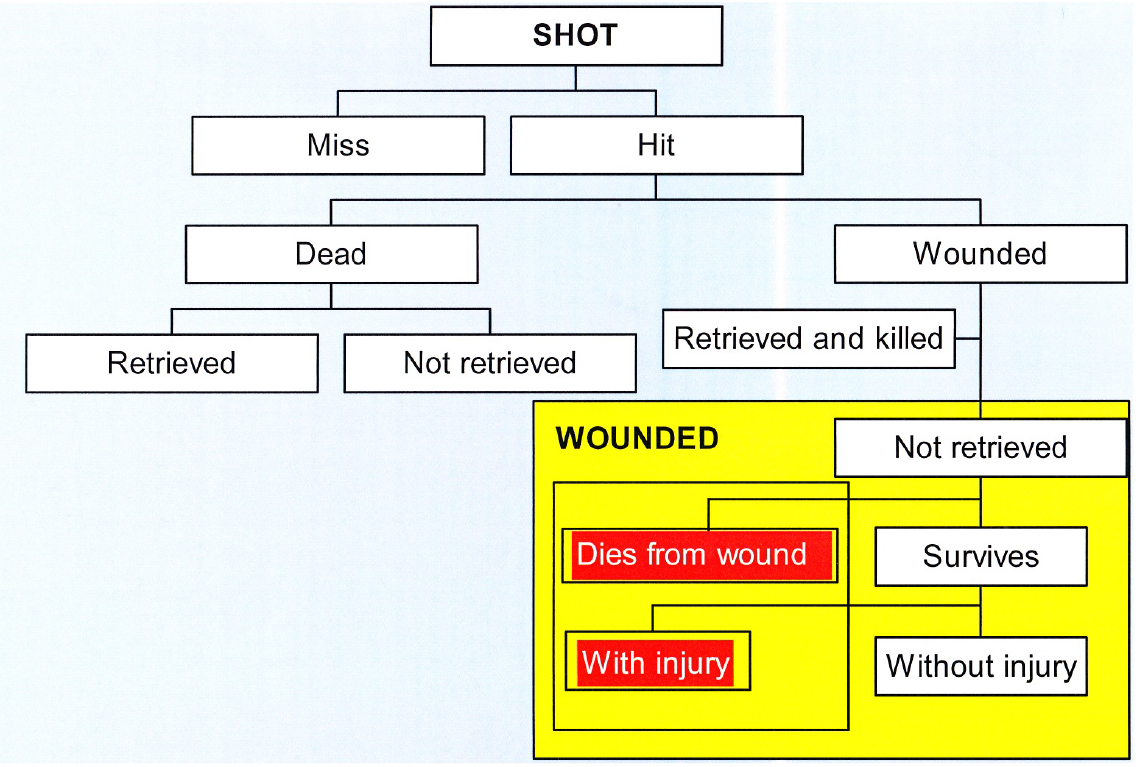 SHOT
Miss
Hit
Dead
Wounded
Retrieved
Not retrieved
Retrieved and killed
WOUNDED
Not retrieved
Dies from wound
Survives
With injury
Without injury